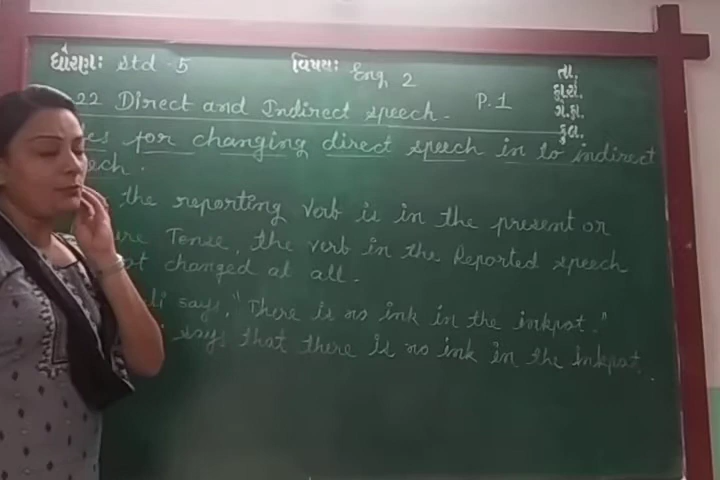 ધોરણ: Std - 5 વિષય: Eng 2 તા.
ફા.સં.
22 Direct and Indirect speech. P.1 ગે.હા.
કુલ.
for changing direct speech in to indirect
the reporting verb is in the present or
Tense, the verb in the Reported speech
changed at all.
says, "There is no ink in the inkpot."
says that there is no ink in the inkpot.